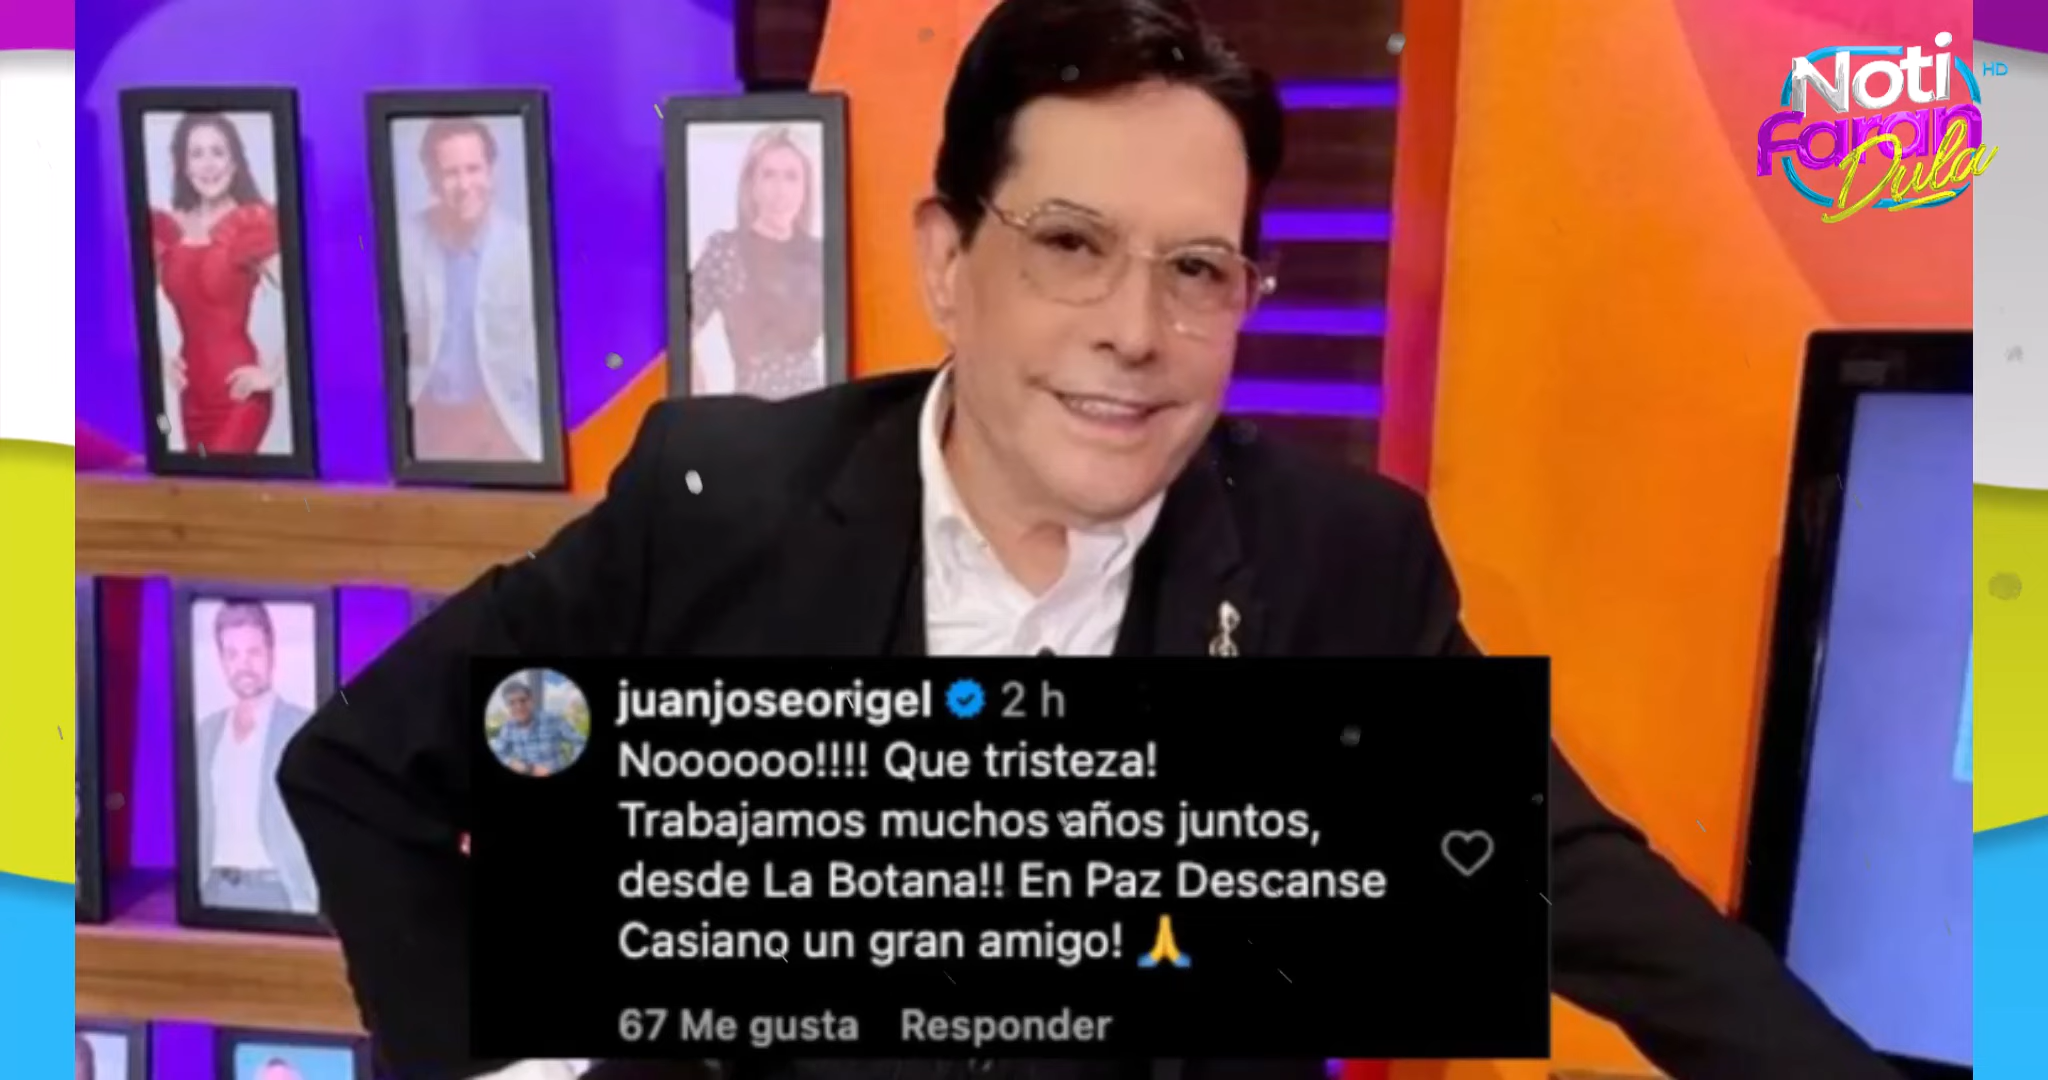 Noti
HD
Faran
Dula
juanjoseorigel 2 h
Noooooo!!!! Que tristeza!
Trabajamos muchos años juntos,
desde La Botana!! En Paz Descanse
Casiano un gran amigo! 🙏
67 Me gusta Responder